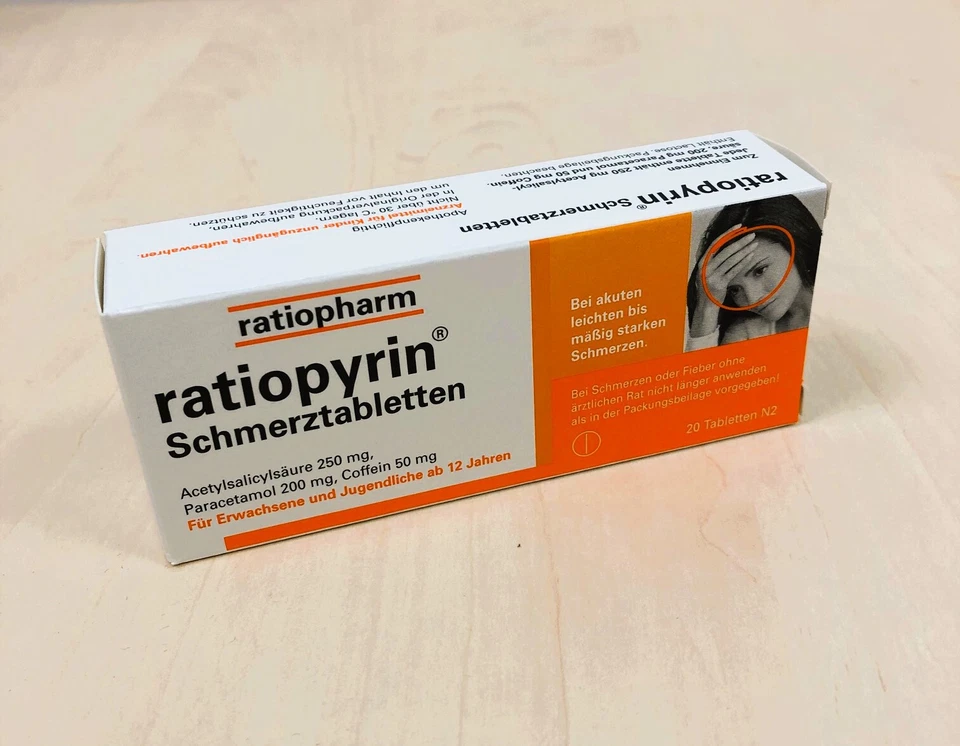 ratiopharm
ratiopyrin®
Schmerztabletten
Acetylsalicylsäure 250 mg,
Paracetamol 200 mg, Coffein 50 mg
Für Erwachsene und Jugendliche ab 12 Jahren
Bei akuten
leichten bis
mäßig starken
Schmerzen.
Bei Schmerzen oder Fieber ohne
ärztlichen Rat nicht länger anwenden
als in der Packungsbeilage vorgegeben!
20 Tabletten N2
ratiopyrin® Schmerztabletten
Zum Einnehmen
Jede Tablette enthält 250 mg Acetylsalicyl-
säure, 200 mg Paracetamol und 50 mg Coffein.
Enthält Lactose. Packungsbeilage beachten.
Apothekenpflichtig
Arzneimittel für Kinder unzugänglich aufbewahren.
Nicht über 30 °C lagern.
In der Originalverpackung aufbewahren,
um den Inhalt vor Feuchtigkeit zu schützen.